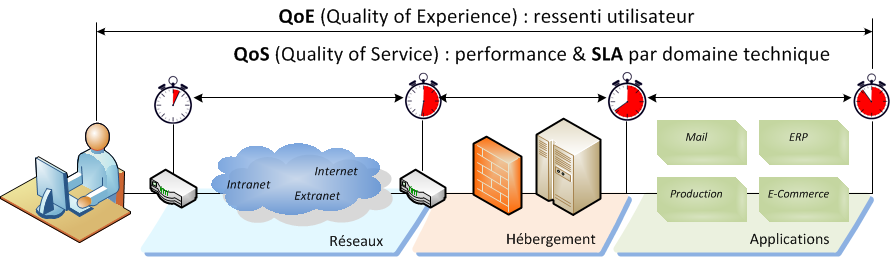 QoE (Quality of Experience) : ressenti utilisateur
QoS (Quality of Service) : performance & SLA par domaine technique
Mail
ERP
Internet
Intranet
Extranet
Production
E-Commerce
Réseaux
Hébergement
Applications